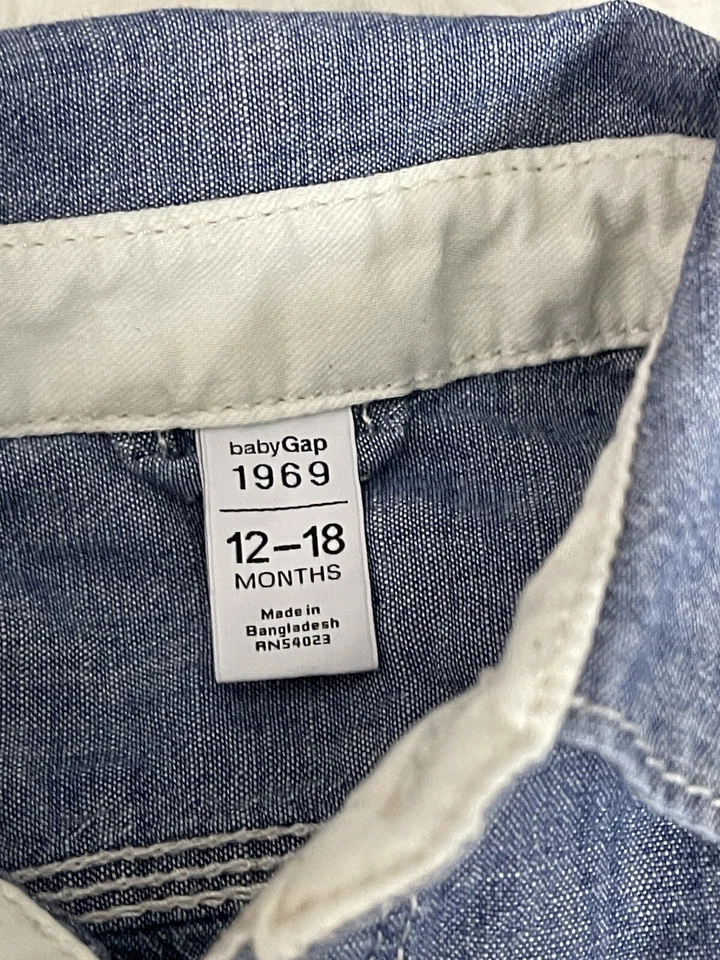 babyGap
1969
12–18
MONTHS
Made in
Bangladesh
RN54023